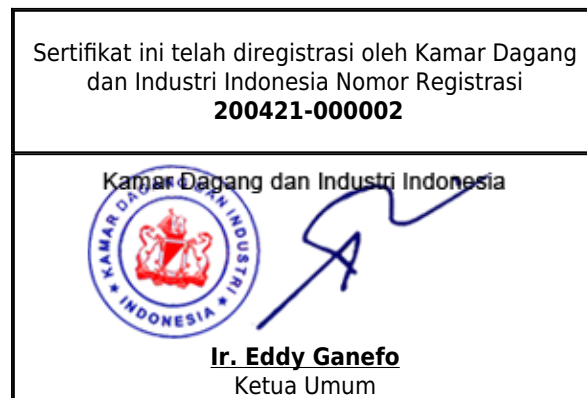 Sertifikat ini telah diregistrasi oleh Kamar Dagang
dan Industri Indonesia Nomor Registrasi
200421-000002
Kamar Dagang dan Industri Indonesia
KAMAR DAGANG DAN INDUSTRI
INDONESIA
Ir. Eddy Ganefo
Ketua Umum